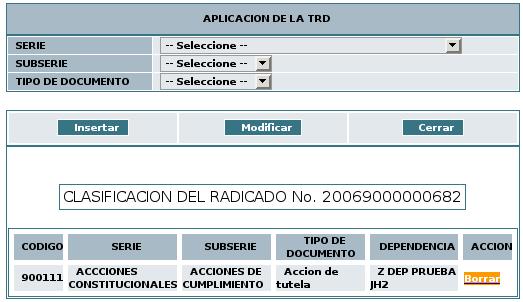 APLICACION DE LA TRD
SERIE -- Seleccione --
SUBSERIE -- Seleccione --
TIPO DE DOCUMENTO -- Seleccione --
Insertar Modificar Cerrar
CLASIFICACION DEL RADICADO No. 20069000000682
CODIGO SERIE SUBSERIE TIPO DE DOCUMENTO DEPENDENCIA ACCION
900111 ACCCIONES CONSTITUCIONALES ACCIONES DE CUMPLIMIENTO Accion de tutela Z DEP PRUEBA JH2 Borrar